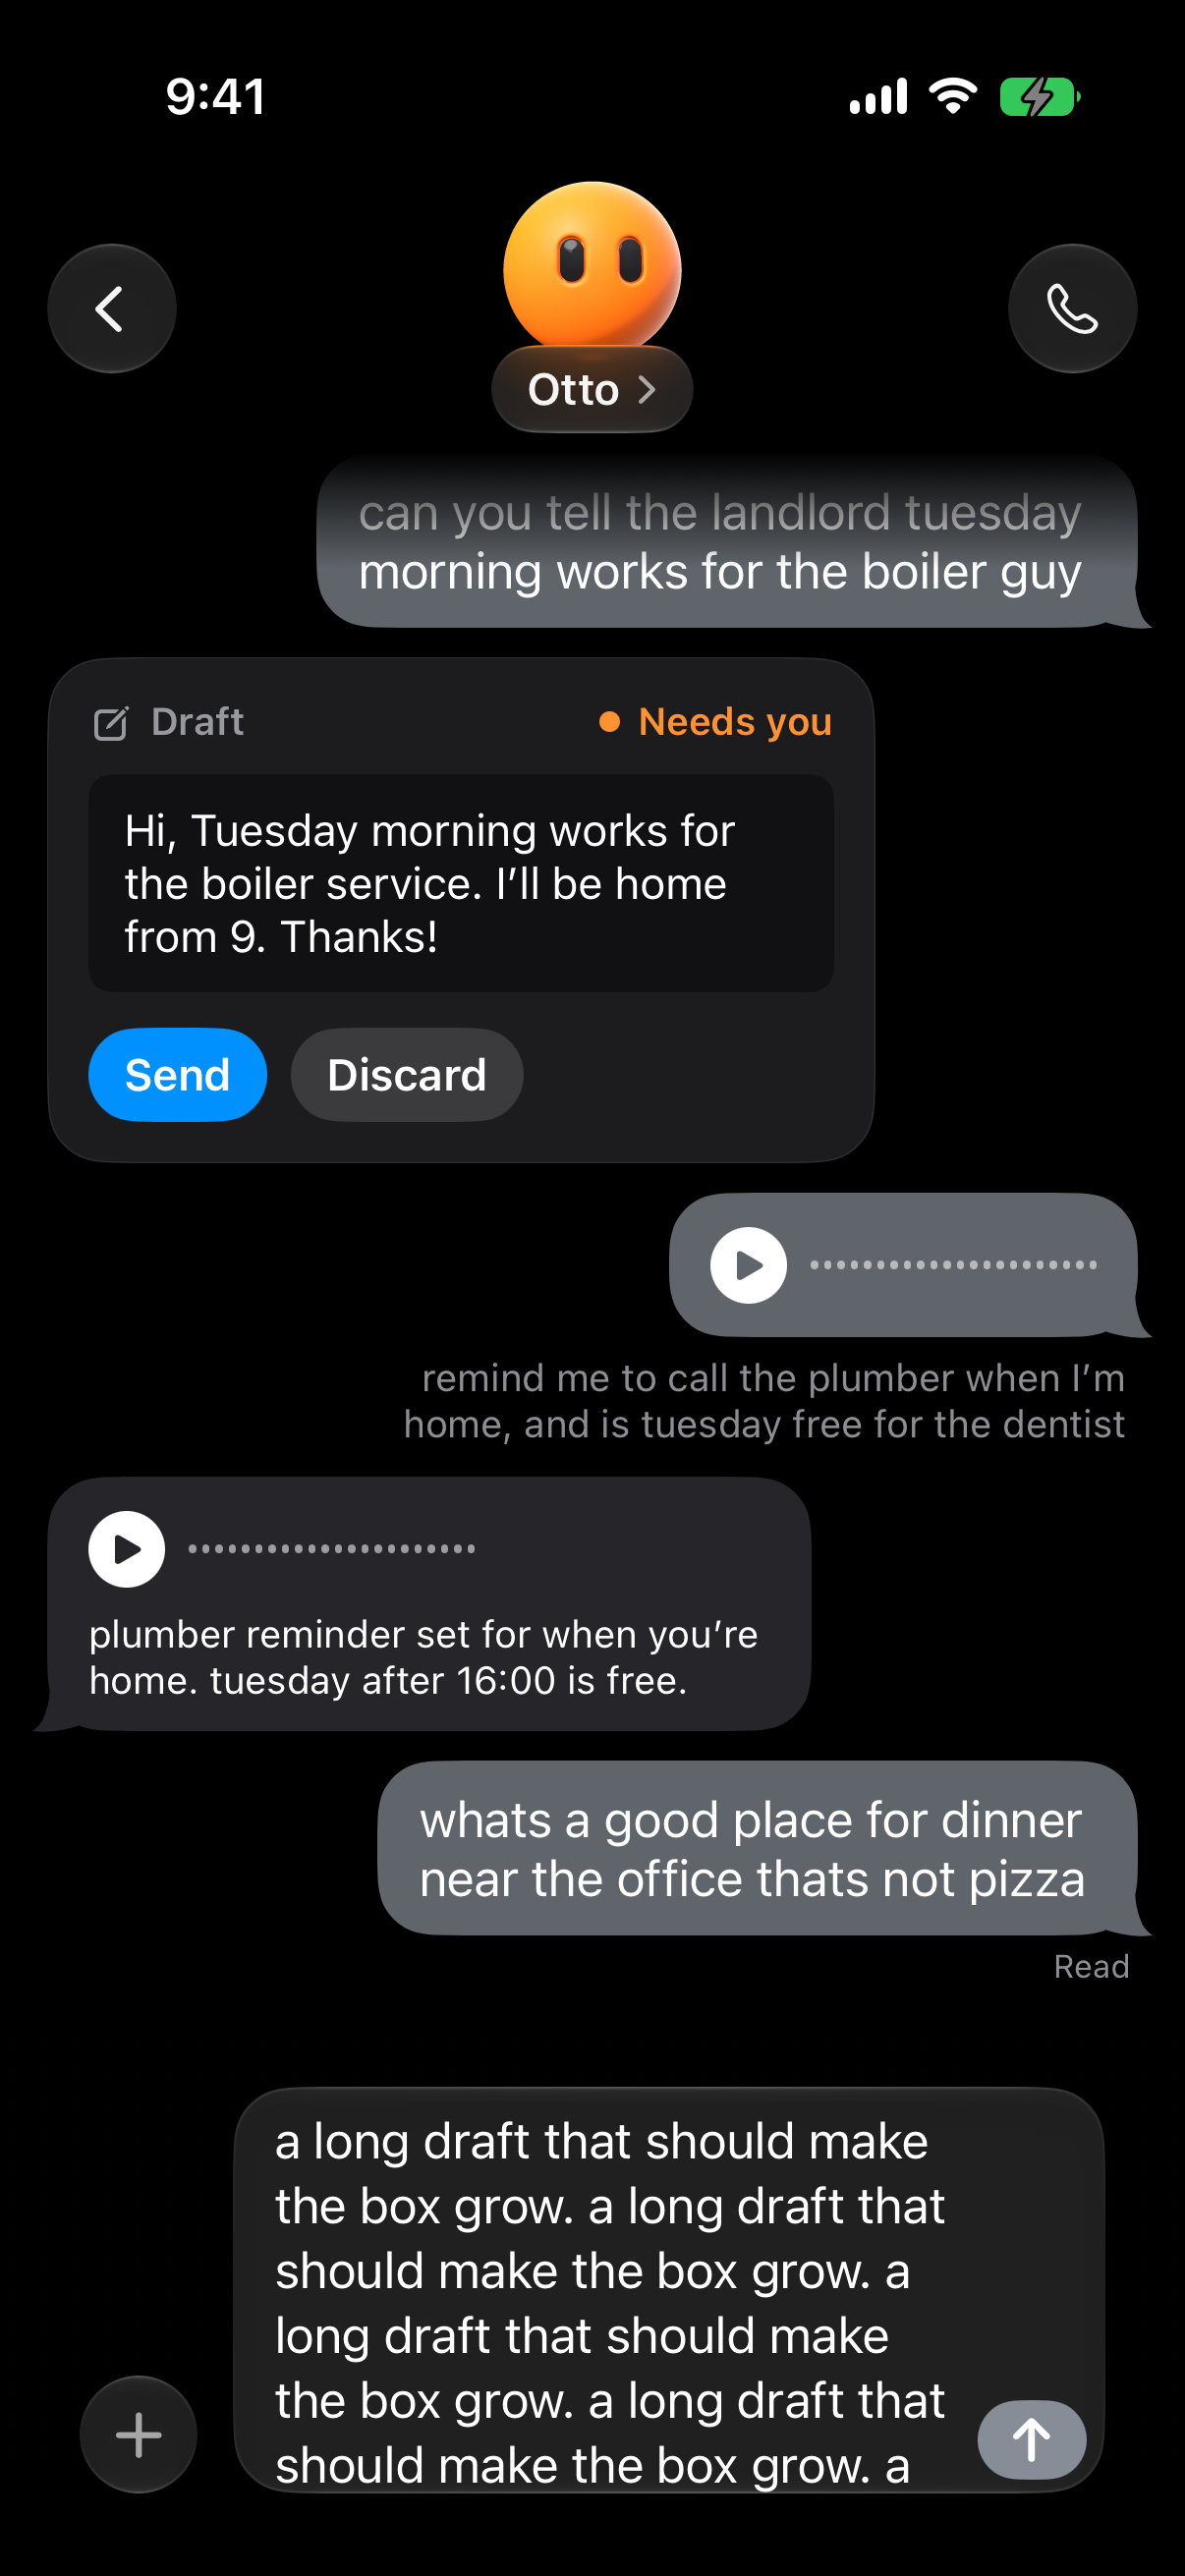 9:41
Otto
can you tell the landlord tuesday
morning works for the boiler guy
Draft
Needs you
Hi, Tuesday morning works for
the boiler service. I’ll be home
from 9. Thanks!
Send
Discard
remind me to call the plumber when I’m
home, and is tuesday free for the dentist
plumber reminder set for when you’re
home. tuesday after 16:00 is free.
whats a good place for dinner
near the office thats not pizza
Read
a long draft that should make
the box grow. a long draft that
should make the box grow. a
long draft that should make
the box grow. a long draft that
should make the box grow. a